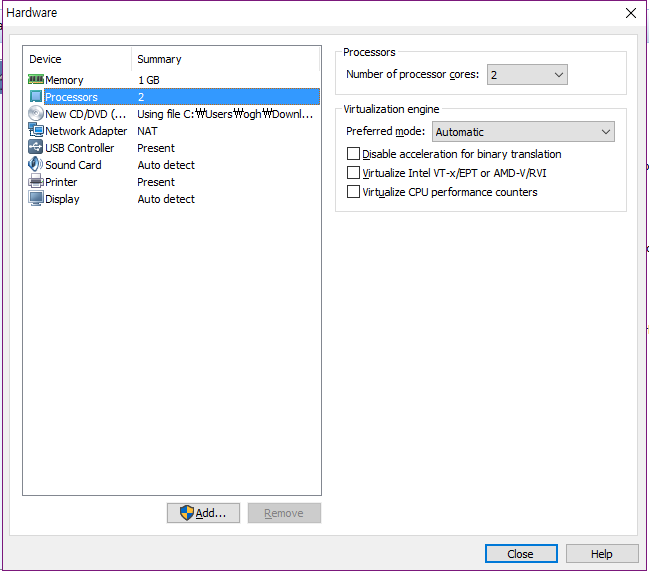 Hardware
Device Summary
Memory 1 GB
Processors 2
New CD/DVD (... Using file C:₩Users₩ogh₩Downl...
Network Adapter NAT
USB Controller Present
Sound Card Auto detect
Printer Present
Display Auto detect
Add... Remove
Processors
Number of processor cores: 2
Virtualization engine
Preferred mode: Automatic
Disable acceleration for binary translation
Virtualize Intel VT-x/EPT or AMD-V/RVI
Virtualize CPU performance counters
Close Help